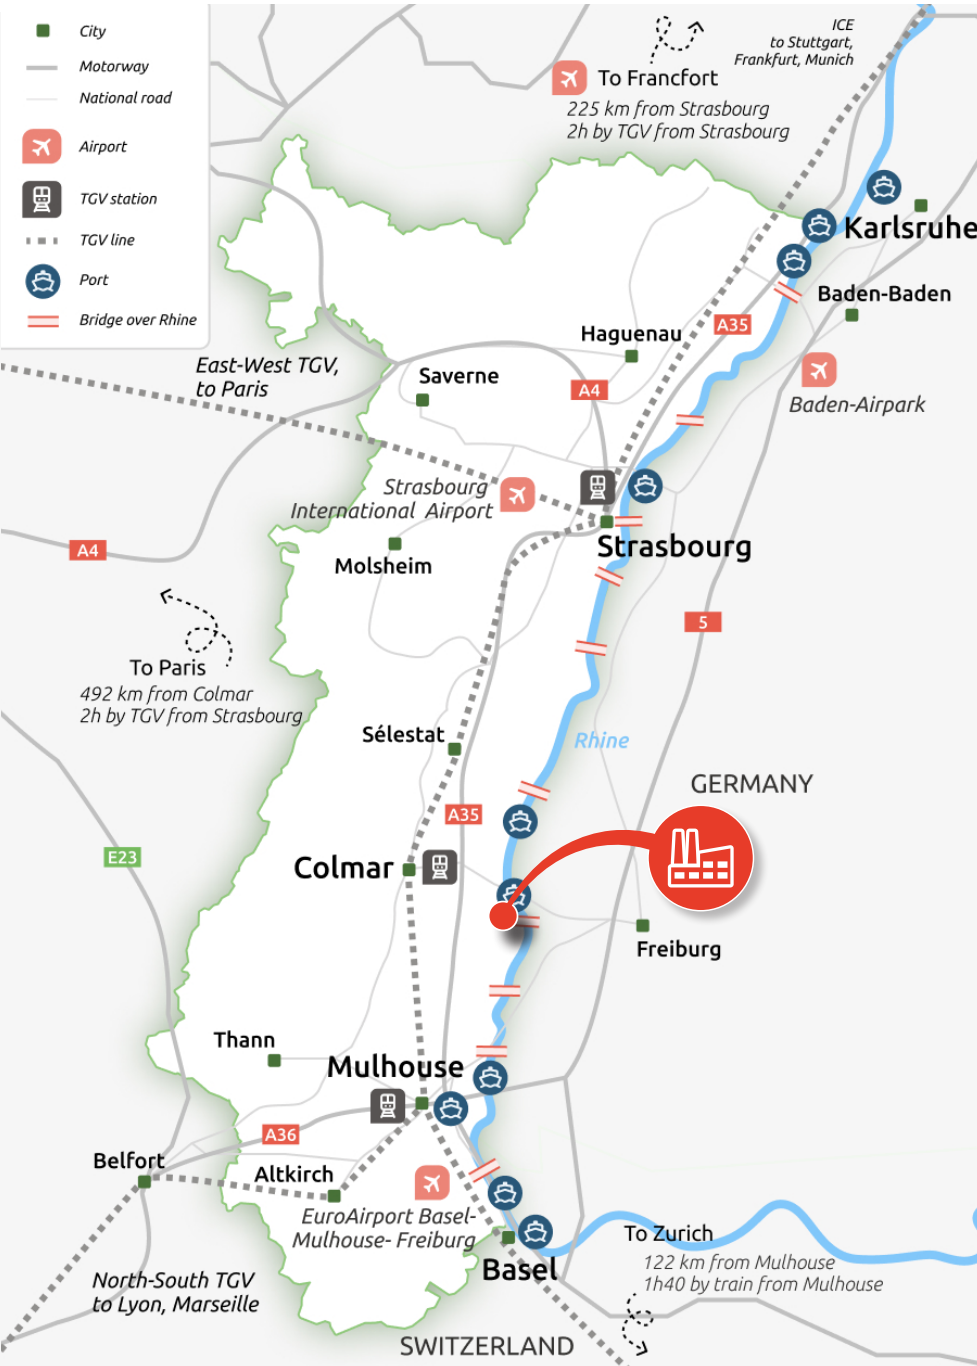 City
Motorway
National road
Airport
TGV station
TGV line
Port
Bridge over Rhine
ICE
to Stuttgart,
Frankfurt, Munich
To Francfort
225 km from Strasbourg
2h by TGV from Strasbourg
Karlsruhe
Baden-Baden
A35
Haguenau
East-West TGV,
to Paris
Saverne
A4
Baden-Airpark
Strasbourg
International Airport
Strasbourg
A4
Molsheim
5
To Paris
492 km from Colmar
2h by TGV from Strasbourg
Sélestat
Rhine
GERMANY
A35
E23
Colmar
Freiburg
Thann
Mulhouse
A36
Belfort
Altkirch
EuroAirport Basel-
Mulhouse- Freiburg
To Zurich
122 km from Mulhouse
1h40 by train from Mulhouse
Basel
North-South TGV
to Lyon, Marseille
SWITZERLAND